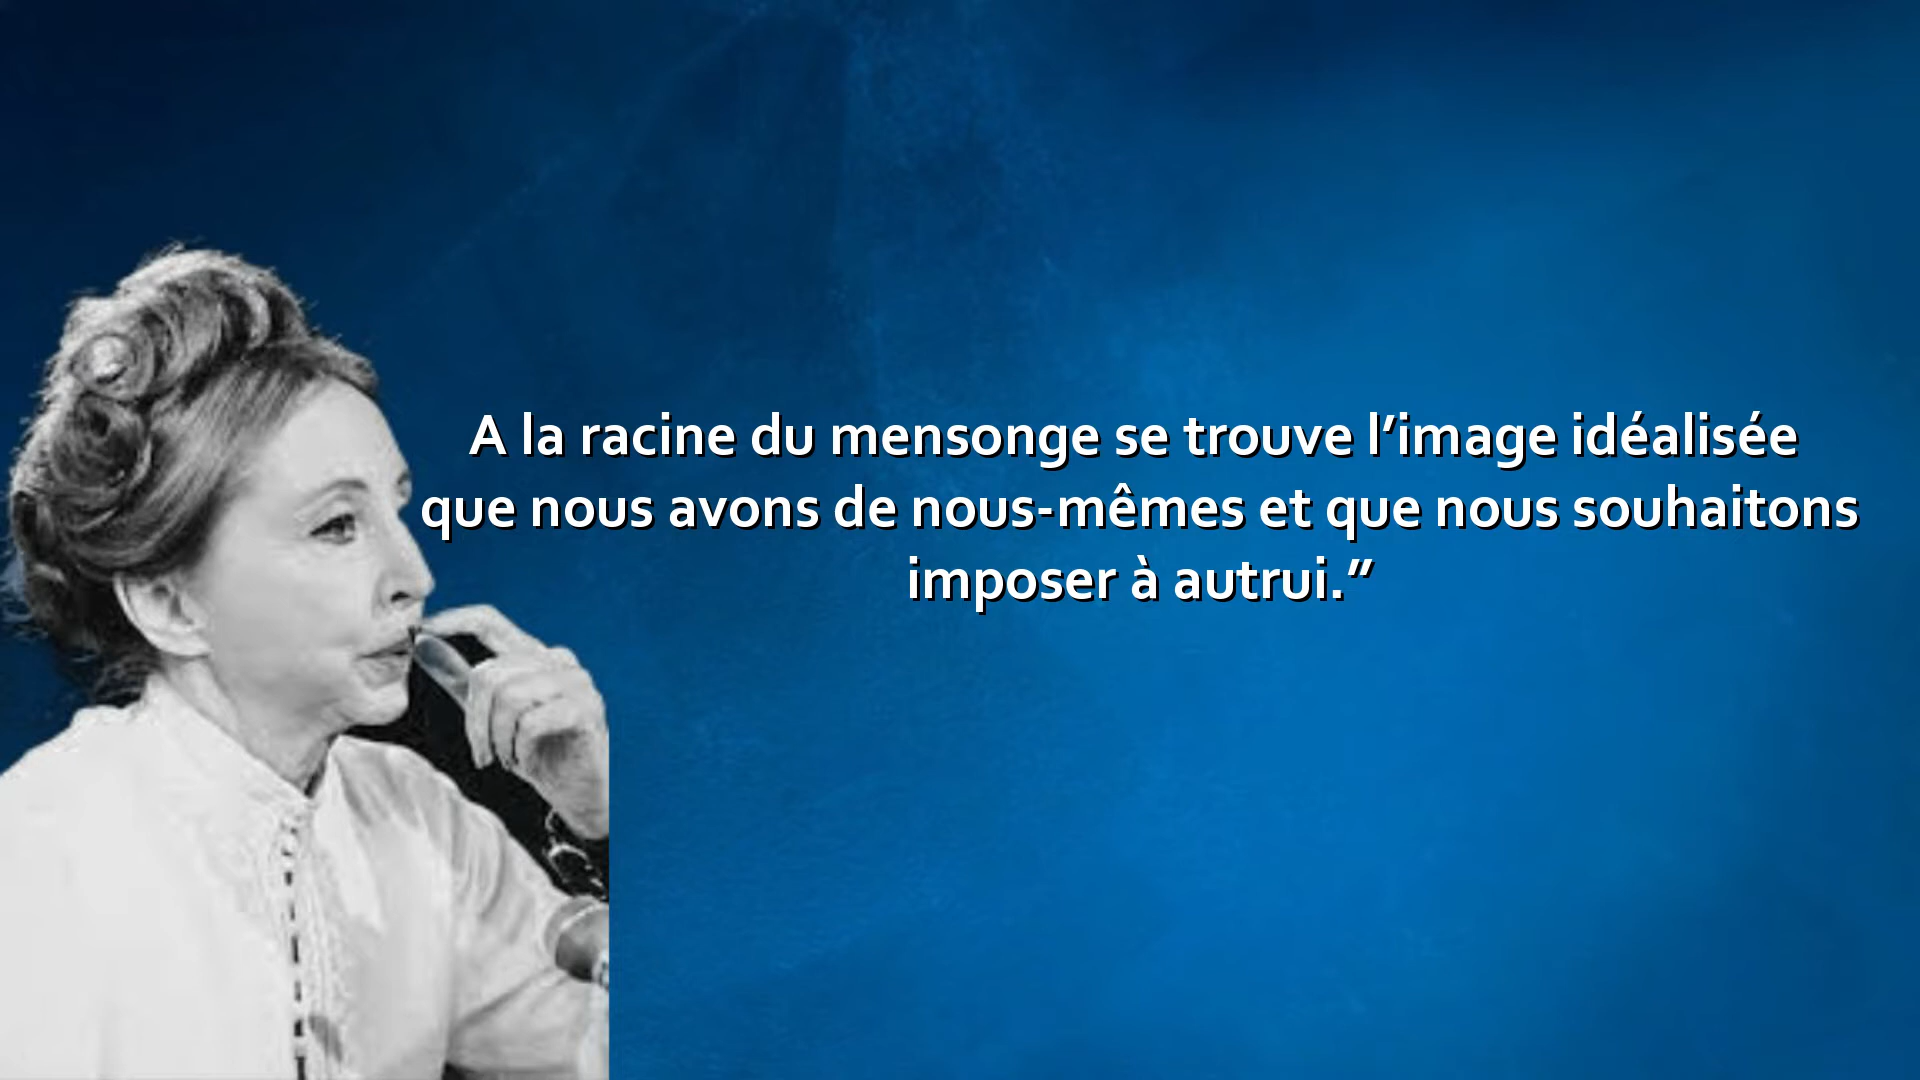 A la racine du mensonge se trouve l’image idéalisée
que nous avons de nous-mêmes et que nous souhaitons
imposer à autrui.”